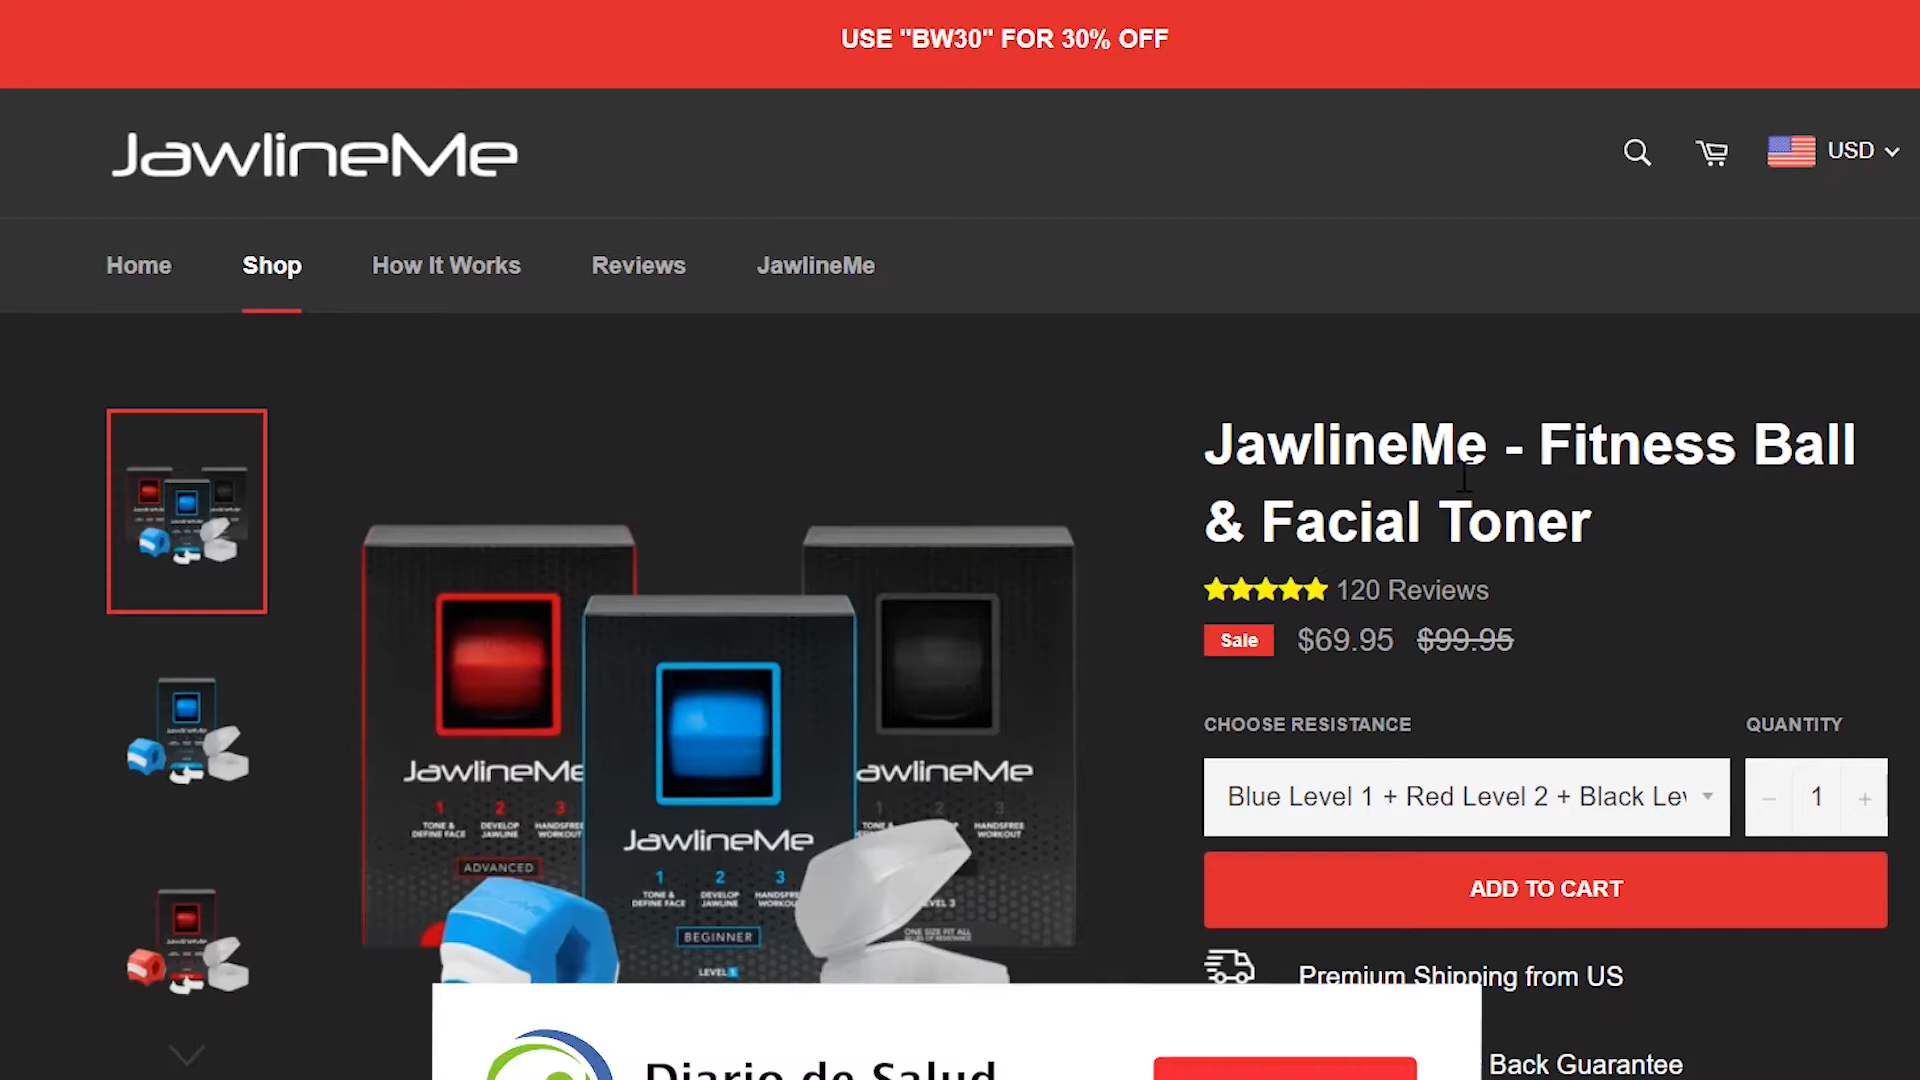 USE "BW30" FOR 30% OFF
JawlineMe
USD
Home
Shop
How It Works
Reviews
JawlineMe
JawlineMe - Fitness Ball
& Facial Toner
120 Reviews
Sale
$69.95 $99.95
CHOOSE RESISTANCE
QUANTITY
Blue Level 1 + Red Level 2 + Black Lev
1
ADD TO CART
Premium Shipping from US
Back Guarantee
JawlineMe
1 2 3
TONE & DEVELOP HANDSFREE
DEFINE FACE JAWLINE WORKOUT
ADVANCED
JawlineMe
1 2 3
TONE & DEVELOP HANDSFREE
DEFINE FACE JAWLINE WORKOU
BEGINNER
LEVEL 1
awlineMe
1 2 3
HANDSFREE
WORKOUT
EVEL 3
ONE SIZE FIT ALL
Diario de Salud